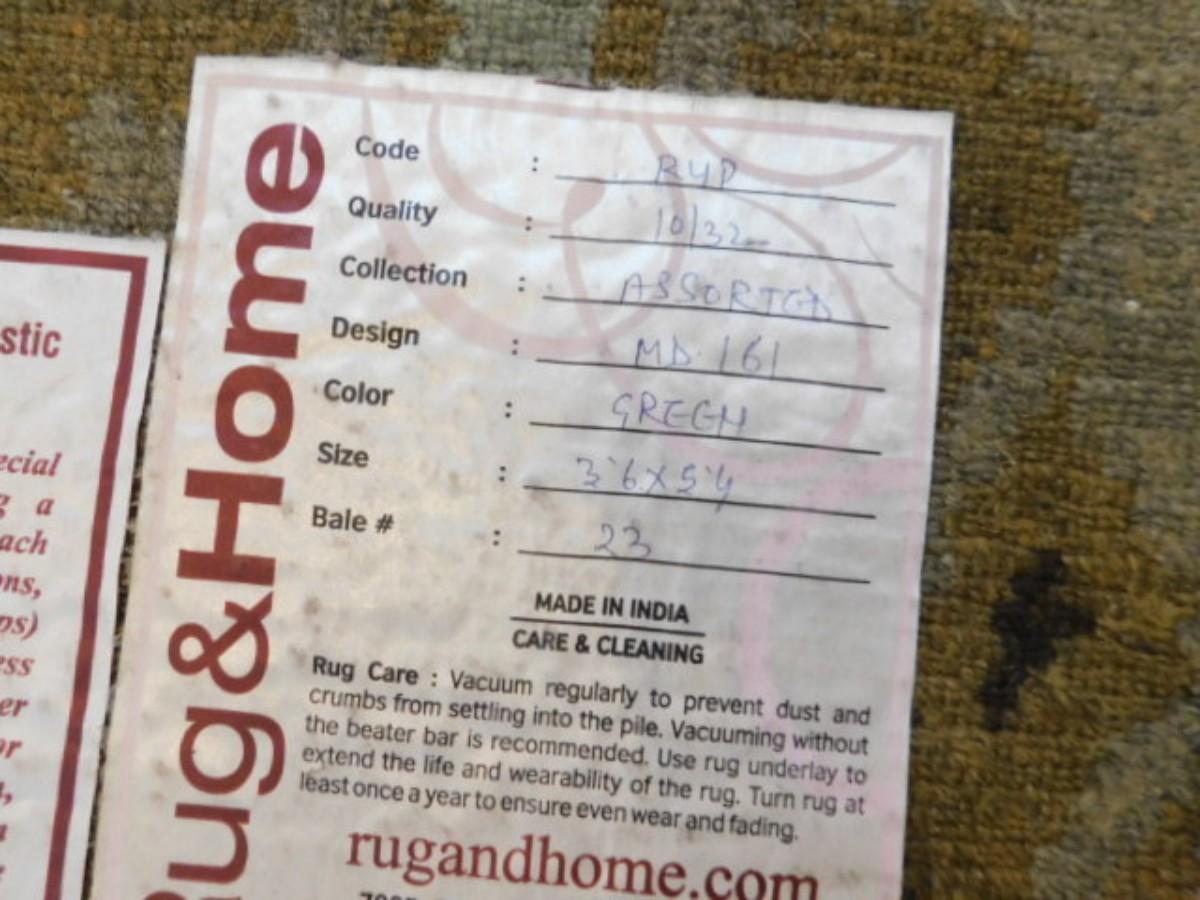 stic
ecial
g a
ach
ons,
ps)
ess
er
or
Rug&Home
Code : RYP
Quality : 10/32
Collection : ASSORTED
Design : MD. 161
Color : GREEN
Size : 3'6 X 5'4
Bale # : 23
MADE IN INDIA
CARE & CLEANING
Rug Care : Vacuum regularly to prevent dust and
crumbs from settling into the pile. Vacuuming without
the beater bar is recommended. Use rug underlay to
extend the life and wearability of the rug. Turn rug at
least once a year to ensure even wear and fading.
rugandhome.com